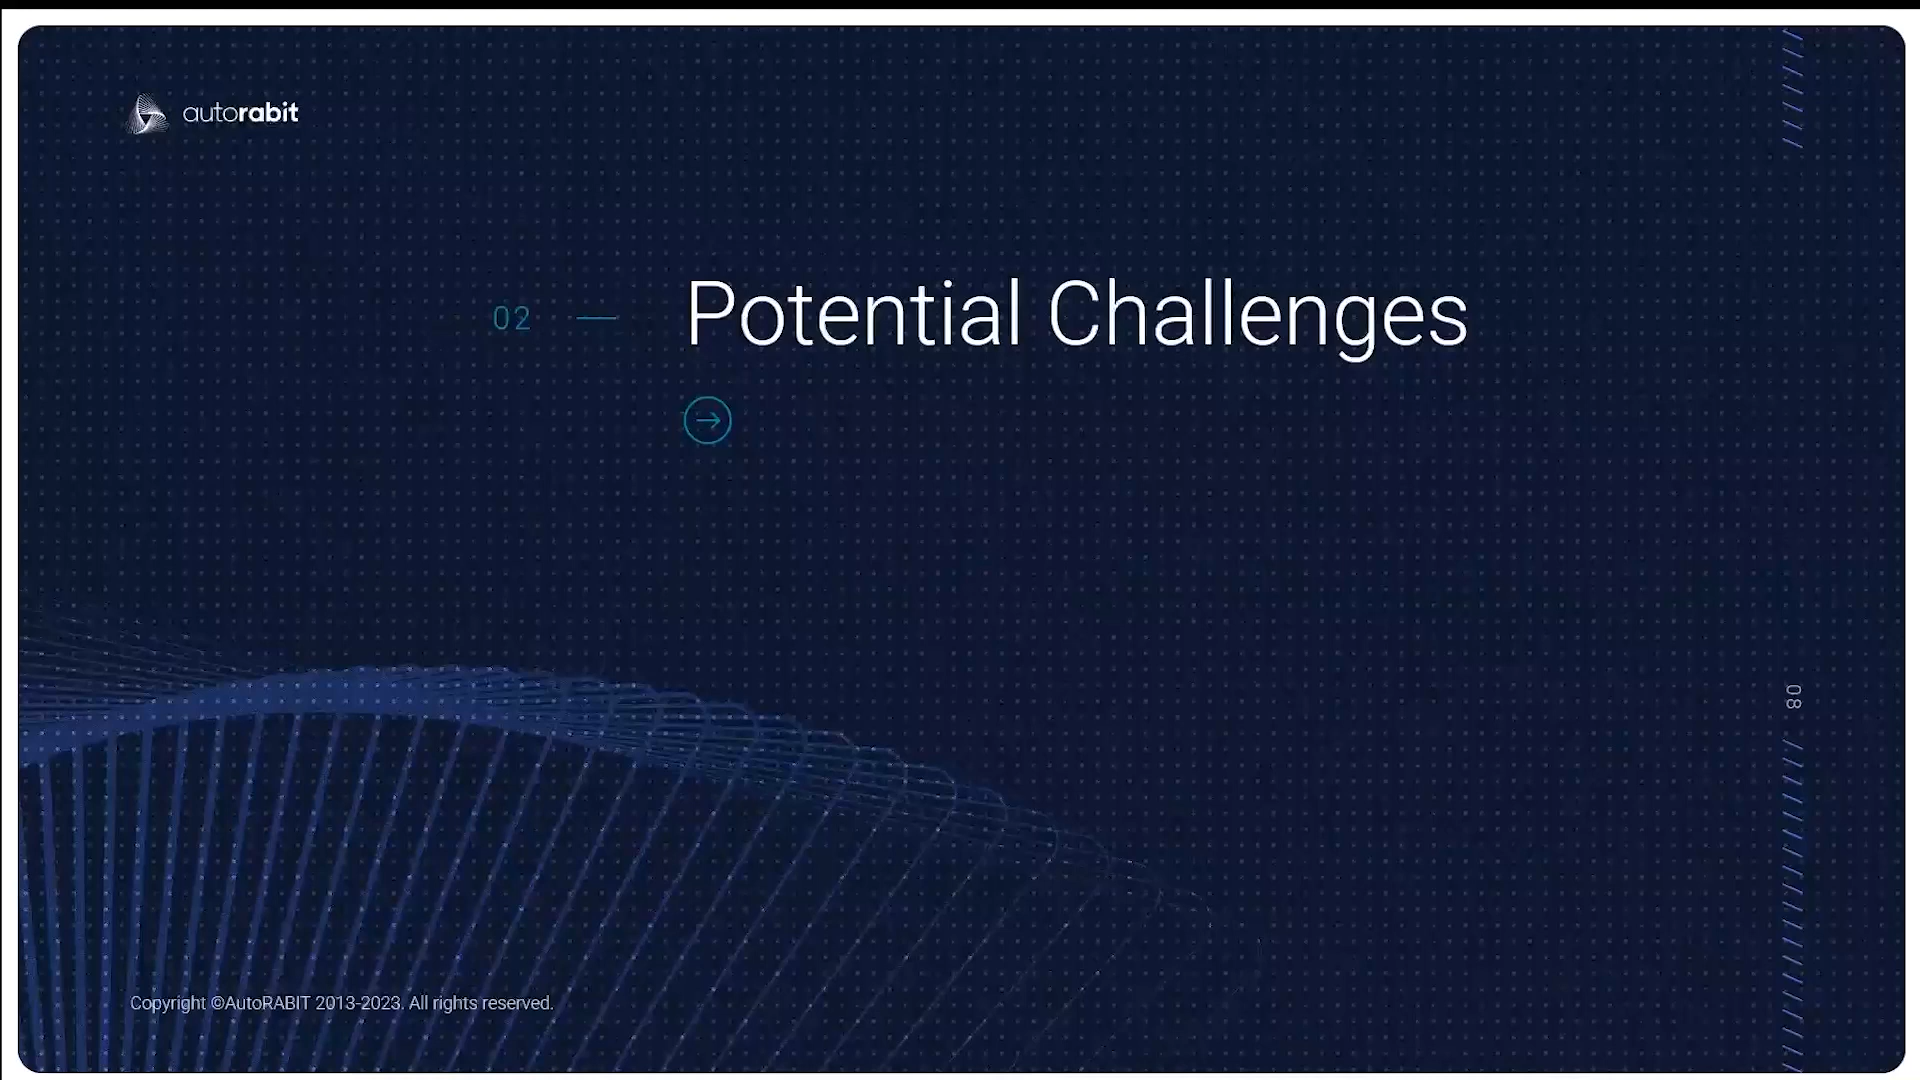 autorabit
02
Potential Challenges
08
Copyright ©AutoRABIT 2013-2023. All rights reserved.